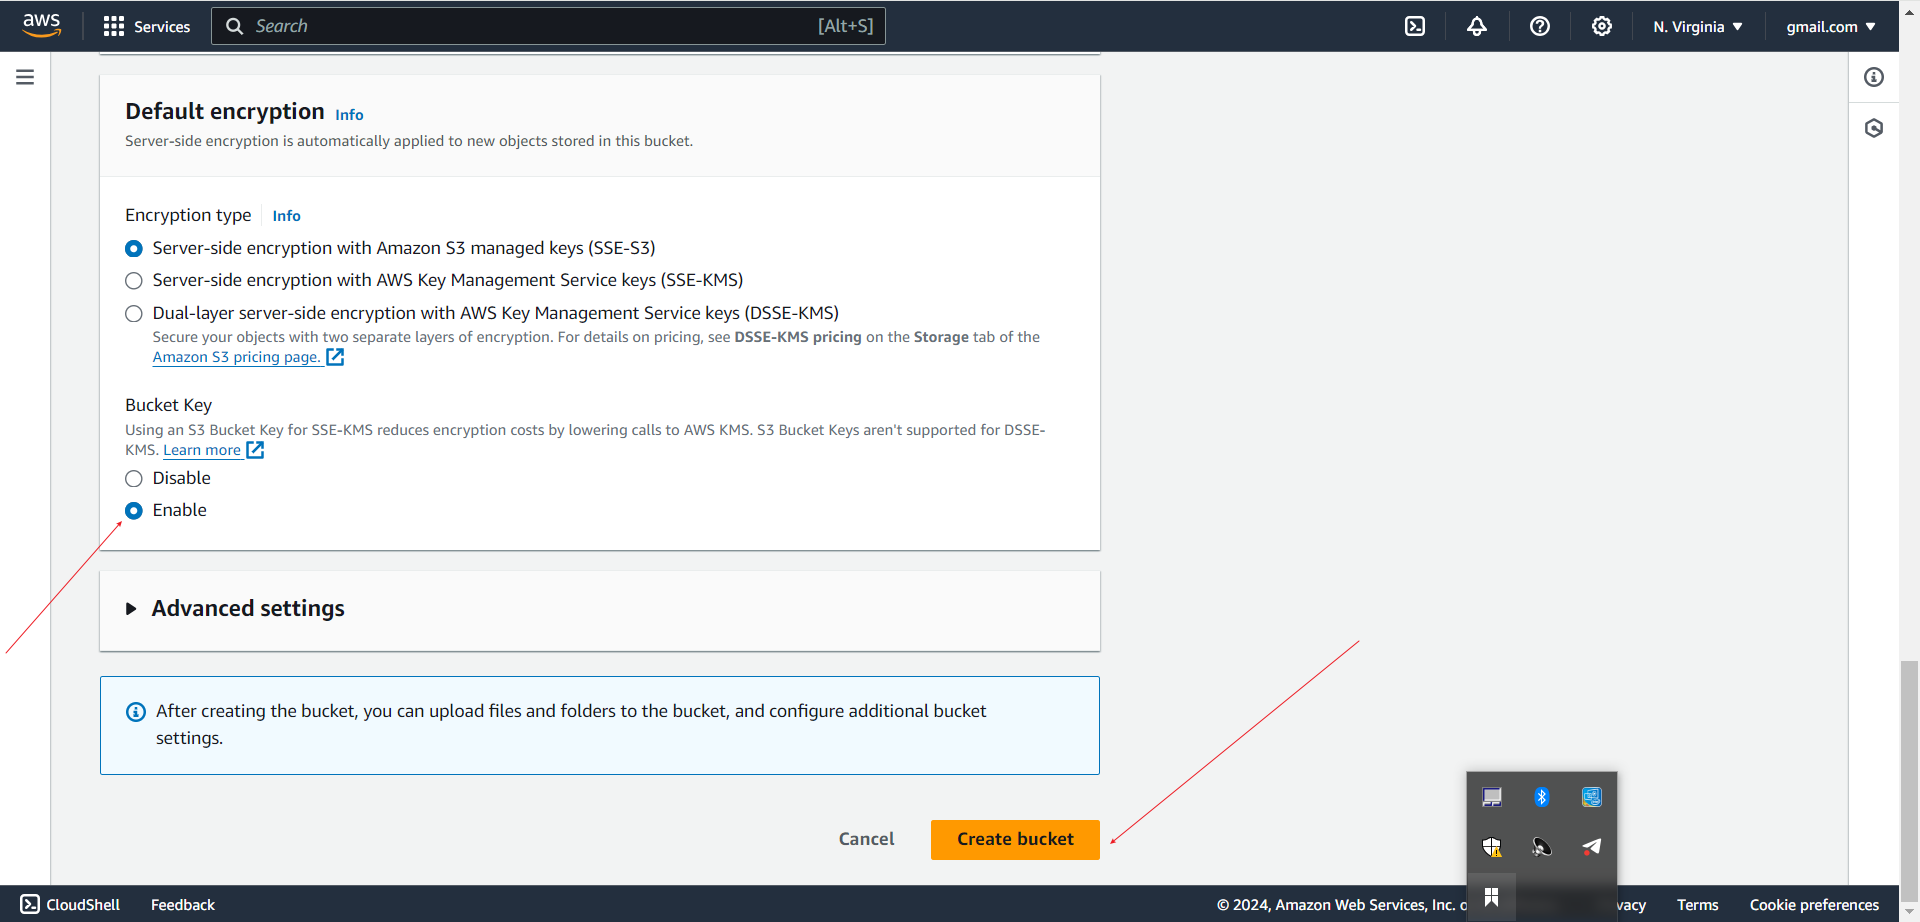 aws
Services
Search
[Alt+S]
N. Virginia
gmail.com
Default encryption Info
Server-side encryption is automatically applied to new objects stored in this bucket.
Encryption type Info
Server-side encryption with Amazon S3 managed keys (SSE-S3)
Server-side encryption with AWS Key Management Service keys (SSE-KMS)
Dual-layer server-side encryption with AWS Key Management Service keys (DSSE-KMS)
Secure your objects with two separate layers of encryption. For details on pricing, see DSSE-KMS pricing on the Storage tab of the
Amazon S3 pricing page.
Bucket Key
Using an S3 Bucket Key for SSE-KMS reduces encryption costs by lowering calls to AWS KMS. S3 Bucket Keys aren't supported for DSSE-
KMS. Learn more
Disable
Enable
Advanced settings
After creating the bucket, you can upload files and folders to the bucket, and configure additional bucket
settings.
Cancel
Create bucket
CloudShell
Feedback
© 2024, Amazon Web Services, Inc. o
vacy
Terms
Cookie preferences